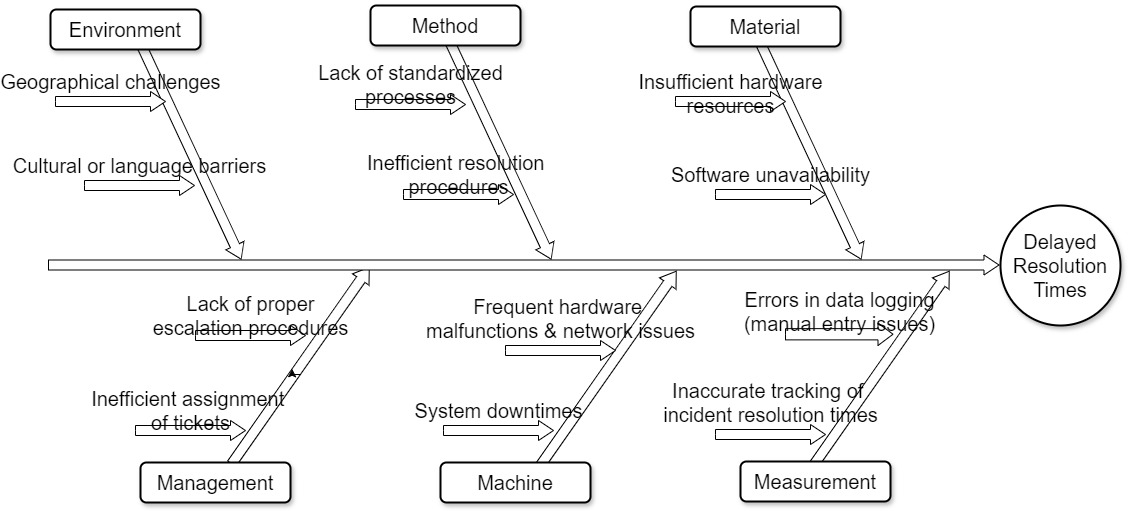 Environment
Method
Material
Geographical challenges
Lack of standardized
processes
Insufficient hardware
resources
Cultural or language barriers
Inefficient resolution
procedures
Software unavailability
Delayed
Resolution
Times
Lack of proper
escalation procedures
Frequent hardware
malfunctions & network issues
Errors in data logging
(manual entry issues)
Inefficient assignment
of tickets
System downtimes
Inaccurate tracking of
incident resolution times
Management
Machine
Measurement